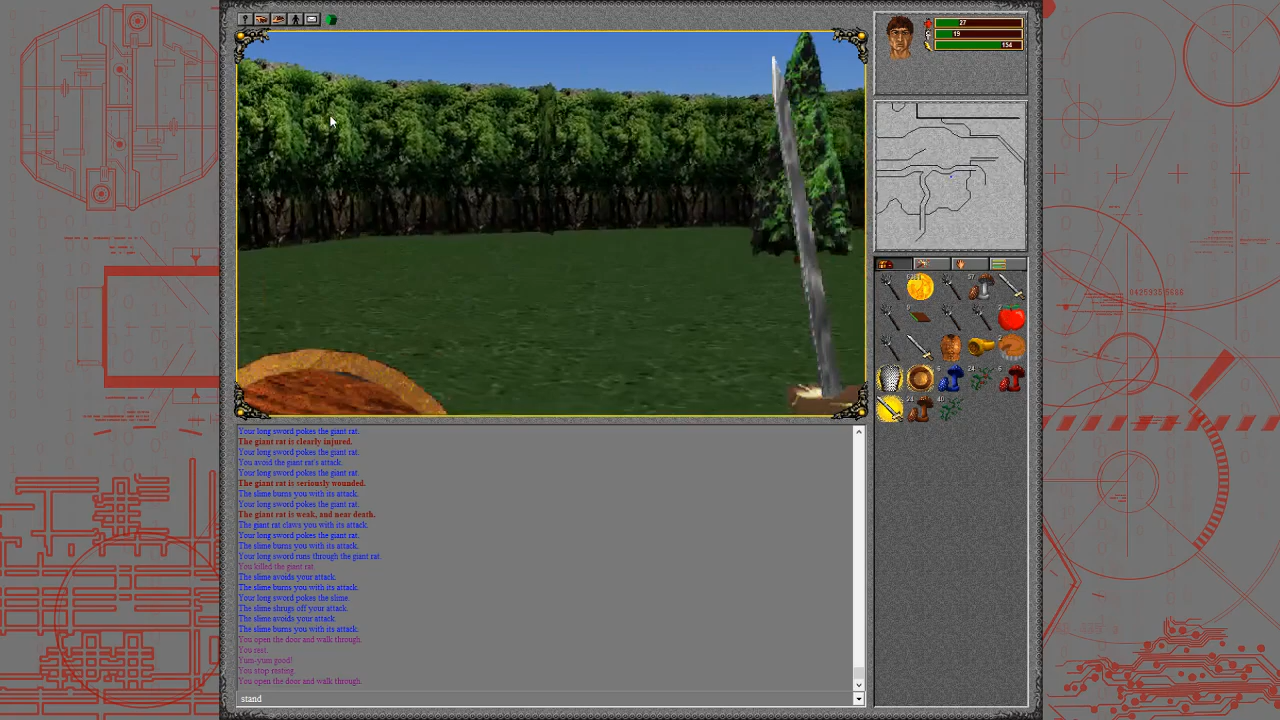 27
19
154
Your long sword pokes the giant rat.
The giant rat is clearly injured.
Your long sword pokes the giant rat.
You avoid the giant rat's attack.
Your long sword pokes the giant rat.
The giant rat is seriously wounded.
The slime burns you with its attack.
Your long sword pokes the giant rat.
The giant rat is weak, and near death.
The giant rat claws you with its attack.
Your long sword pokes the giant rat.
The slime burns you with its attack.
Your long sword runs through the giant rat.
You killed the giant rat.
The slime avoids your attack.
The slime burns you with its attack.
Your long sword pokes the slime.
The slime shrugs off your attack.
The slime avoids your attack.
The slime burns you with its attack.
You open the door and walk through.
You rest.
Yum-yum good!
You stop resting.
You open the door and walk through.
stand
57
24
24
40